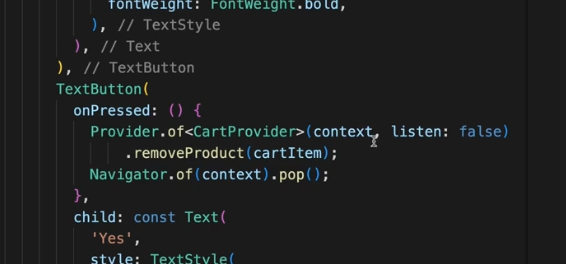 fontWeight: FontWeight.bold,
), // TextStyle
), // Text
), // TextButton
TextButton(
onPressed: () {
Provider.of<CartProvider>(context, listen: false)
.removeProduct(cartItem);
Navigator.of(context).pop();
},
child: const Text(
'Yes',
style: TextStyle(